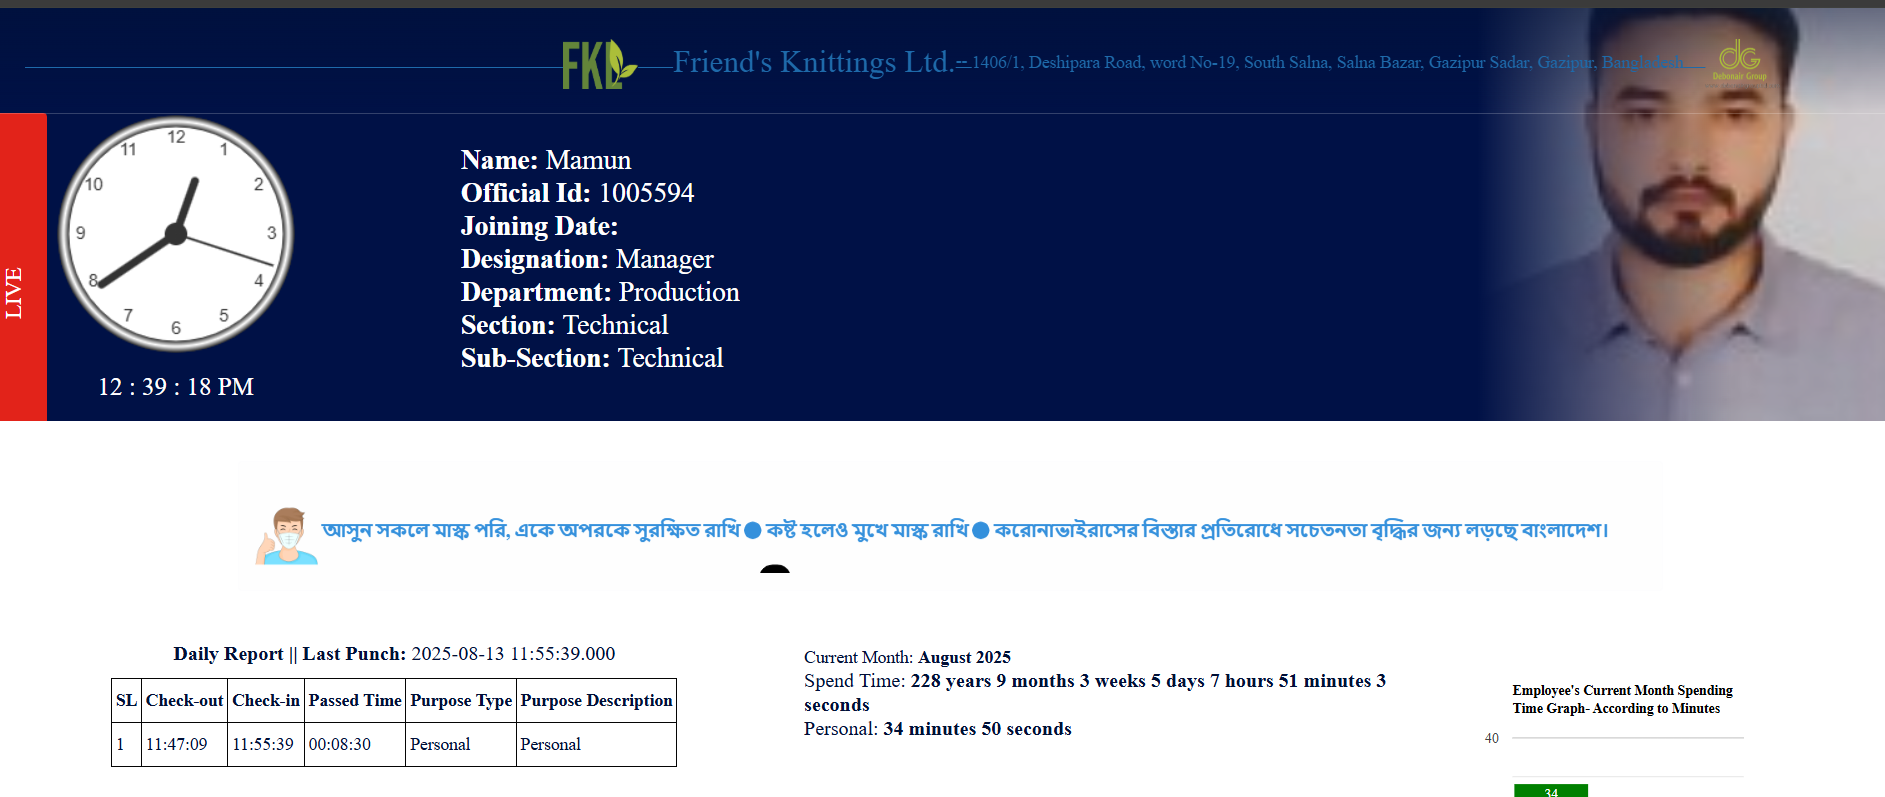 FKL
Friend's Knittings Ltd.-- 1406/1, Deshipara Road, word No-19, South Salna, Salna Bazar, Gazipur Sadar, Gazipur, Bangladesh
dG
Debonair Group
LIVE
12
1
2
3
4
5
6
7
8
9
10
11
12 : 39 : 18 PM
Name: Mamun
Official Id: 1005594
Joining Date:
Designation: Manager
Department: Production
Section: Technical
Sub-Section: Technical
আসুন সকলে মাস্ক পরি, একে অপরকে সুরক্ষিত রাখি ● কষ্ট হলেও মুখে মাস্ক রাখি ● করোনাভাইরাসের বিস্তার প্রতিরোধে সচেতনতা বৃদ্ধির জন্য লড়ছে বাংলাদেশ।
Daily Report || Last Punch: 2025-08-13 11:55:39.000
SL Check-out Check-in Passed Time Purpose Type Purpose Description
1 11:47:09 11:55:39 00:08:30 Personal Personal
Current Month: August 2025
Spend Time: 228 years 9 months 3 weeks 5 days 7 hours 51 minutes 3
seconds
Personal: 34 minutes 50 seconds
Employee's Current Month Spending
Time Graph- According to Minutes
40
34